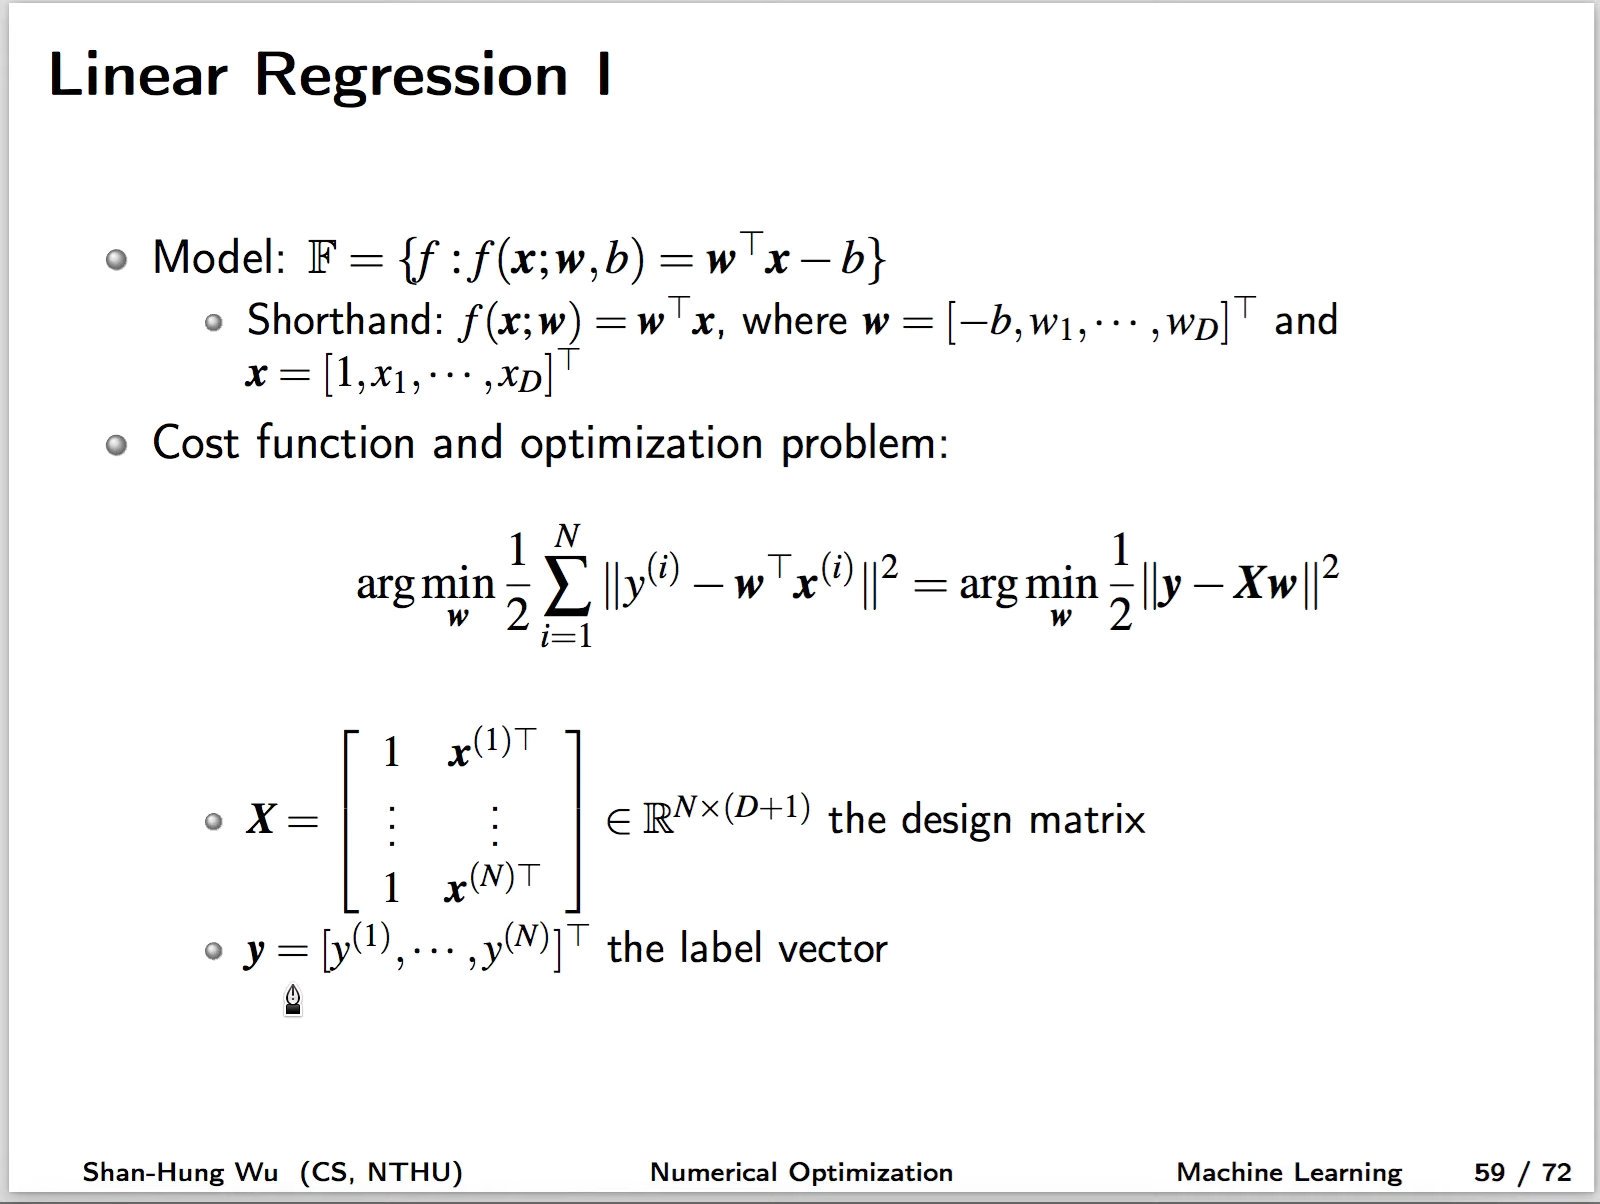 Linear Regression I
Model: 𝔽 = {f : f(x; w, b) = w⊤x − b}
Shorthand: f(x; w) = w⊤x, where w = [−b, w₁, ⋯ , w_D]⊤ and
x = [1, x₁, ⋯ , x_D]⊤
Cost function and optimization problem:
arg min_w 1/2 ∑_{i=1}^{N} ‖y^(i) − w⊤x^(i)‖² = arg min_w 1/2 ‖y − Xw‖²
X = [ 1 x^(1)⊤ ⋮ ⋮ 1 x^(N)⊤ ] ∈ ℝ^{N×(D+1)} the design matrix
y = [y^(1), ⋯ , y^(N)]⊤ the label vector
Shan-Hung Wu (CS, NTHU) Numerical Optimization Machine Learning 59 / 72